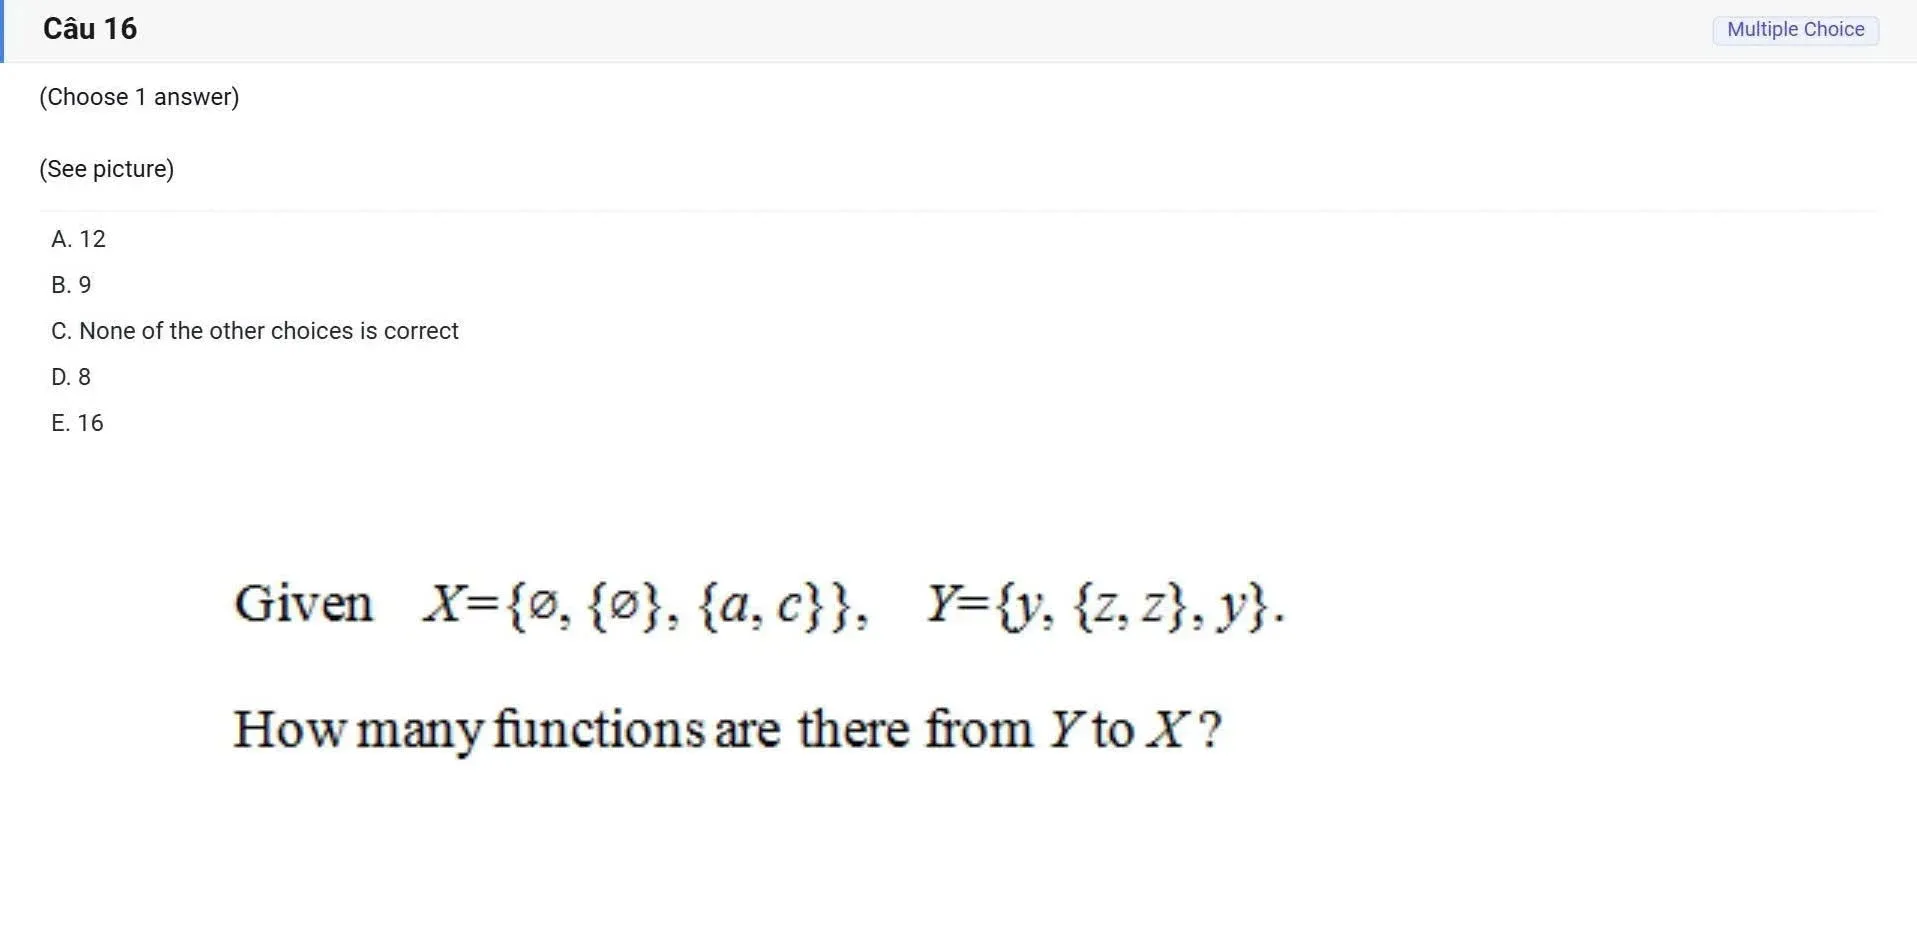 Câu 16
Multiple Choice
(Choose 1 answer)
(See picture)
A. 12
B. 9
C. None of the other choices is correct
D. 8
E. 16
Given X={∅, {∅}, {a, c}}, Y={y, {z, z}, y}.
How many functions are there from Y to X?